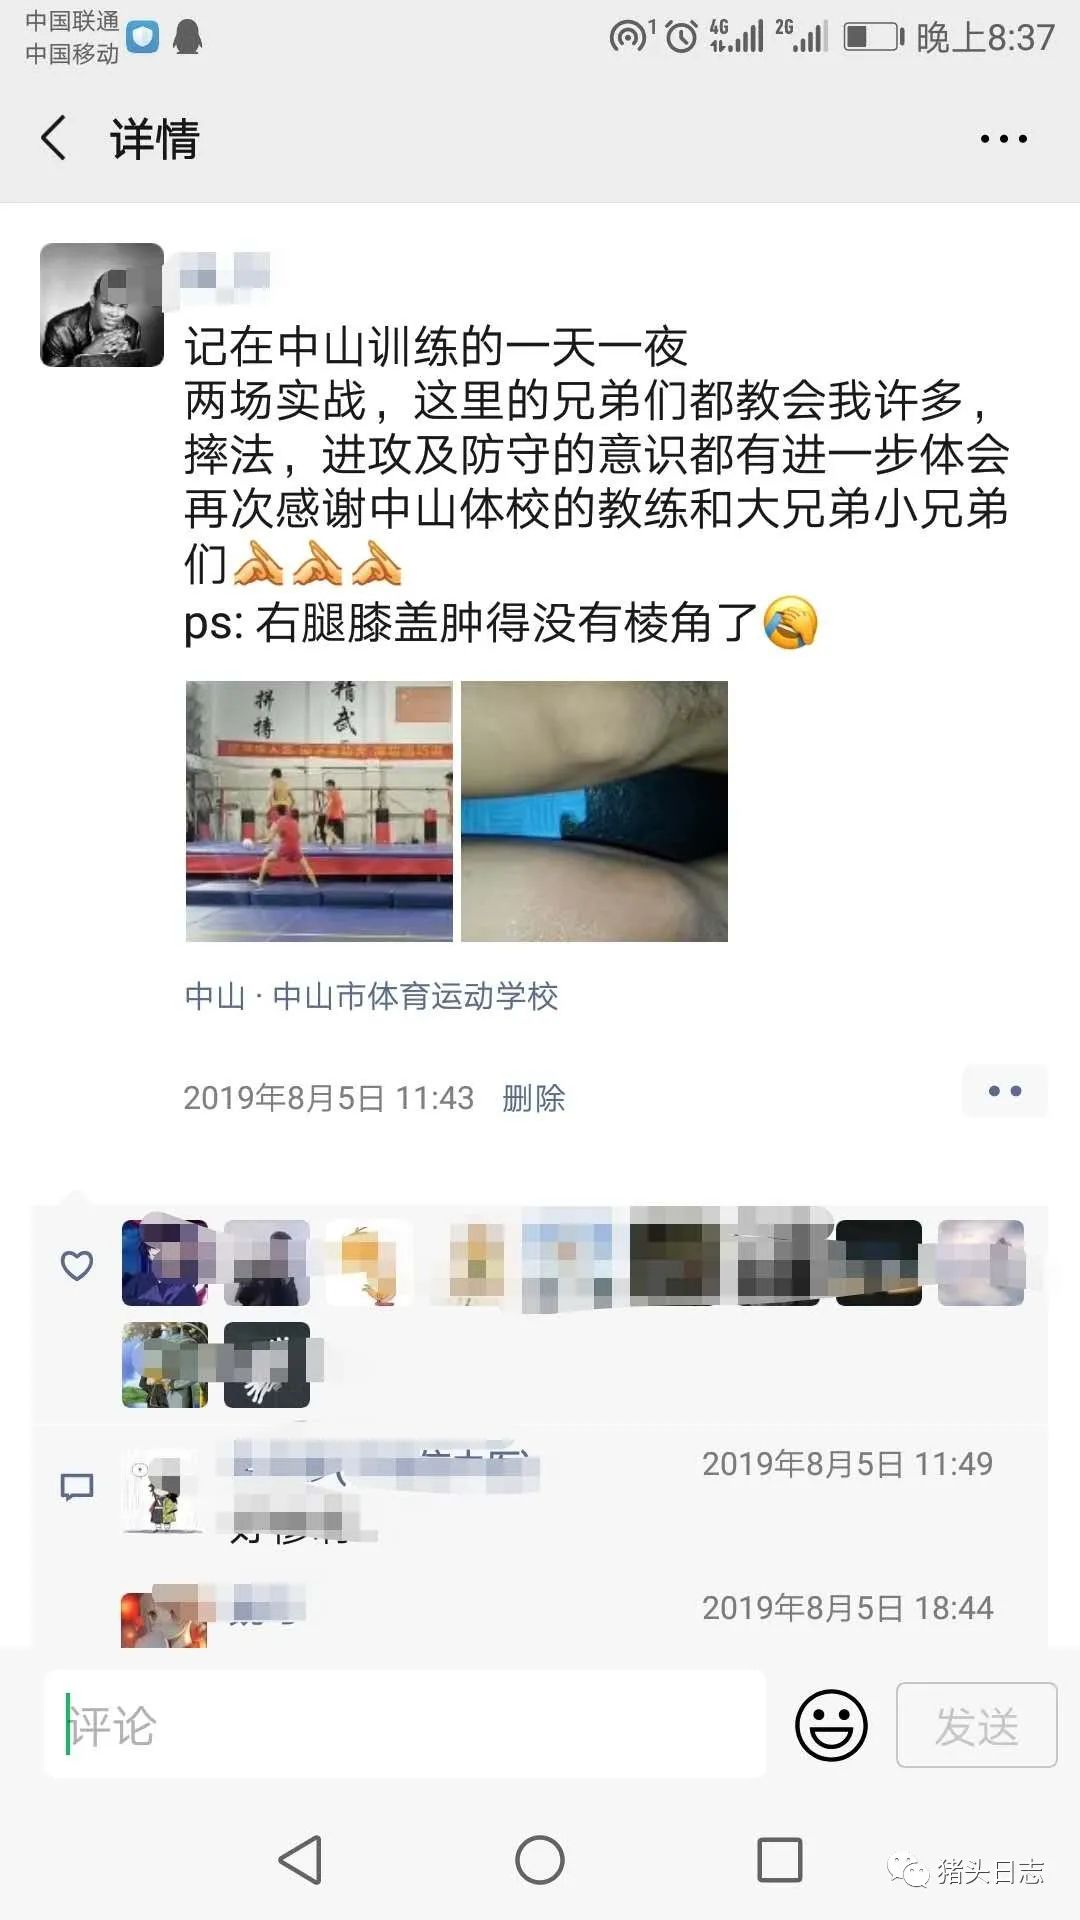 中国联通
中国移动
1
4G
2G
晚上8:37
详情
记在中山训练的一天一夜
两场实战，这里的兄弟们都教会我许多，
摔法，进攻及防守的意识都有进一步体会
再次感谢中山体校的教练和大兄弟小兄弟
们
ps: 右腿膝盖肿得没有棱角了
拼搏
精武
中山 · 中山市体育运动学校
2019年8月5日 11:43 删除
2019年8月5日 11:49
2019年8月5日 18:44
评论
发送
猪头日志